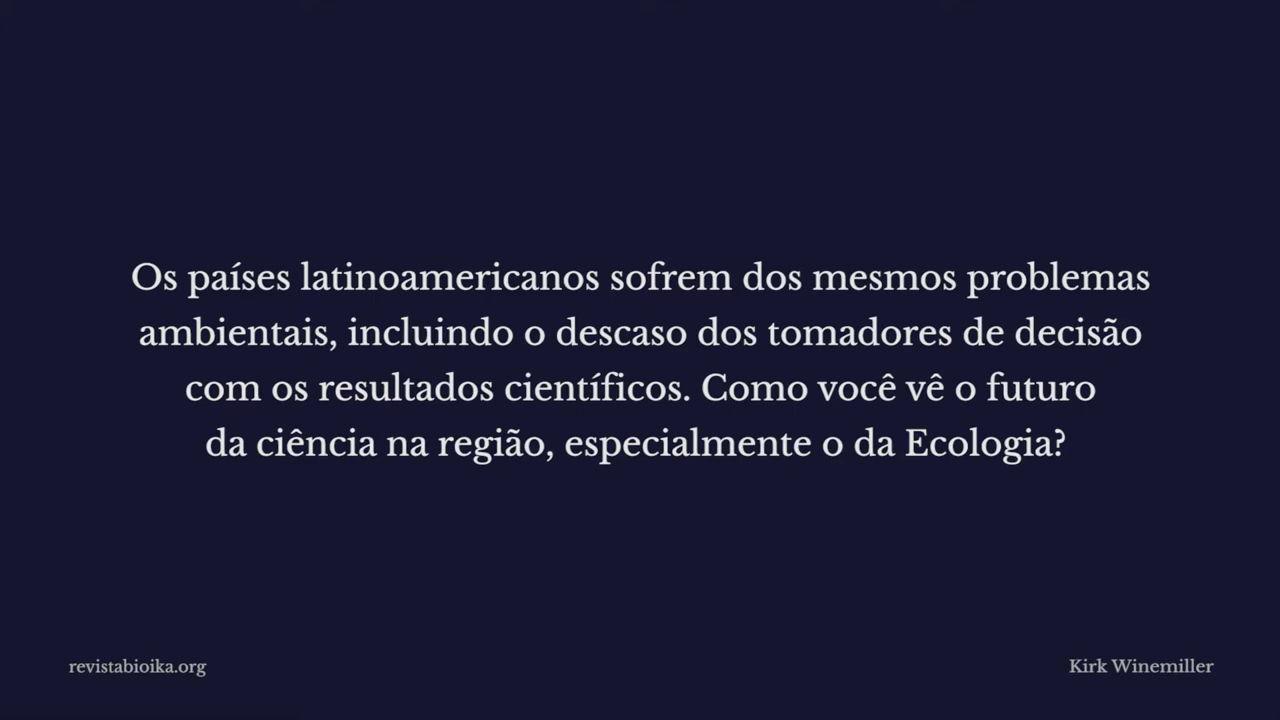 Os países latinoamericanos sofrem dos mesmos problemas
ambientais, incluindo o descaso dos tomadores de decisão
com os resultados científicos. Como você vê o futuro
da ciência na região, especialmente o da Ecologia?
revistabioika.org
Kirk Winemiller